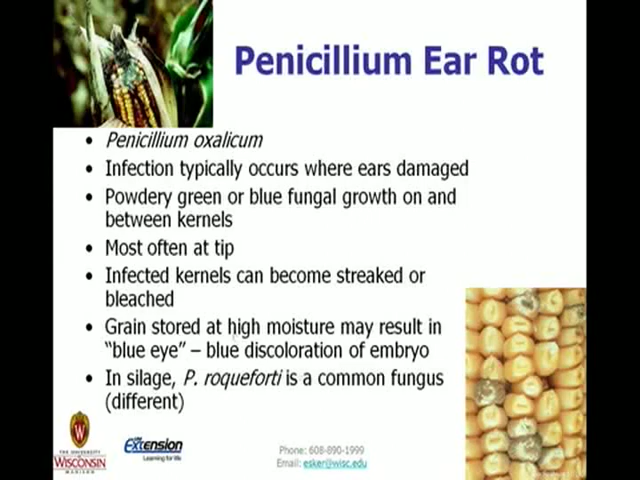 Penicillium Ear Rot
• Penicillium oxalicum
• Infection typically occurs where ears damaged
• Powdery green or blue fungal growth on and
between kernels
• Most often at tip
• Infected kernels can become streaked or
bleached
• Grain stored at high moisture may result in
“blue eye” – blue discoloration of embryo
• In silage, P. roqueforti is a common fungus
(different)
W
THE UNIVERSITY
WISCONSIN
MADISON
Extension
Learning for life
Phone: 608-890-1999
Email: esker@wisc.edu